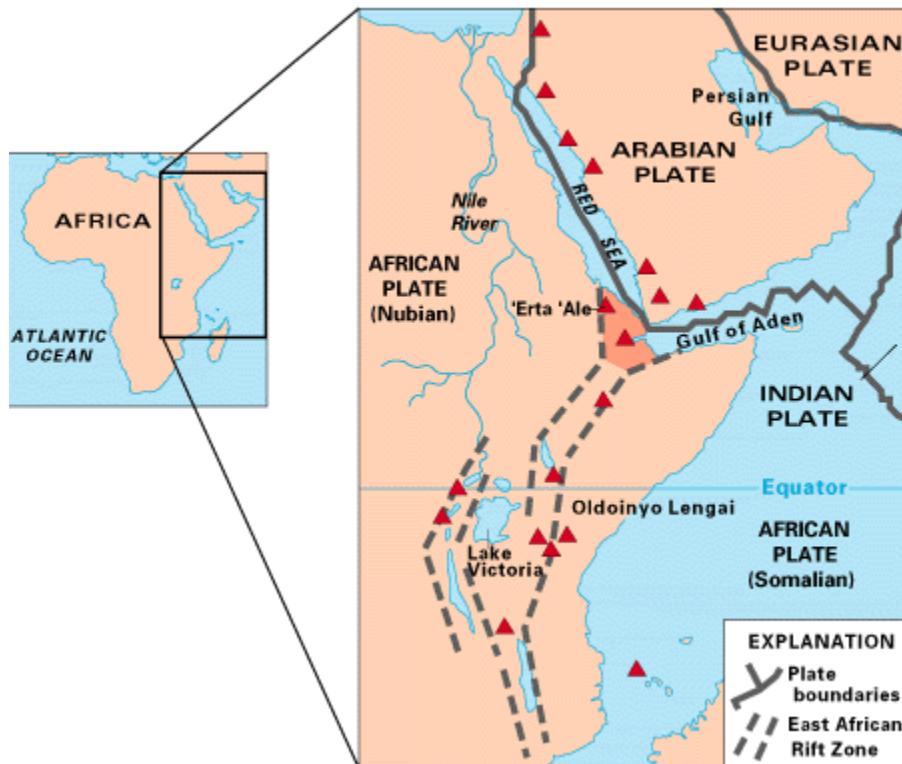 AFRICA
ATLANTIC
OCEAN
EURASIAN
PLATE
Persian
Gulf
ARABIAN
PLATE
RED
SEA
Nile
River
AFRICAN
PLATE
(Nubian)
'Erta 'Ale
Gulf of Aden
INDIAN
PLATE
Equator
Oldoinyo Lengai
Lake
Victoria
AFRICAN
PLATE
(Somalian)
EXPLANATION
Plate
boundaries
East African
Rift Zone